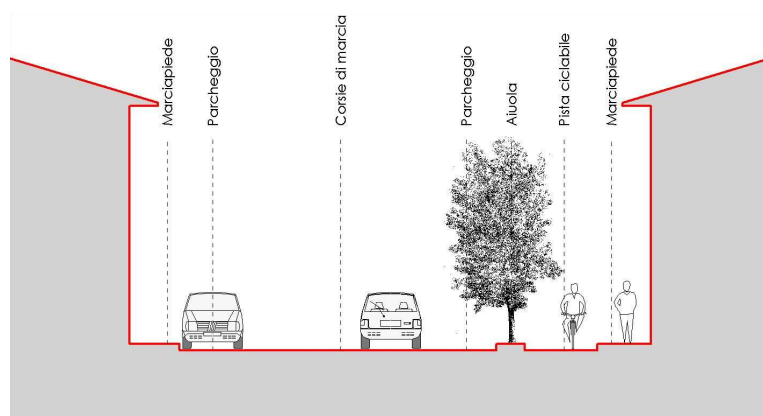 Marciapiede
Parcheggio
Corsie di marcia
Parcheggio
Aiuola
Pista ciclabile
Marciapiede